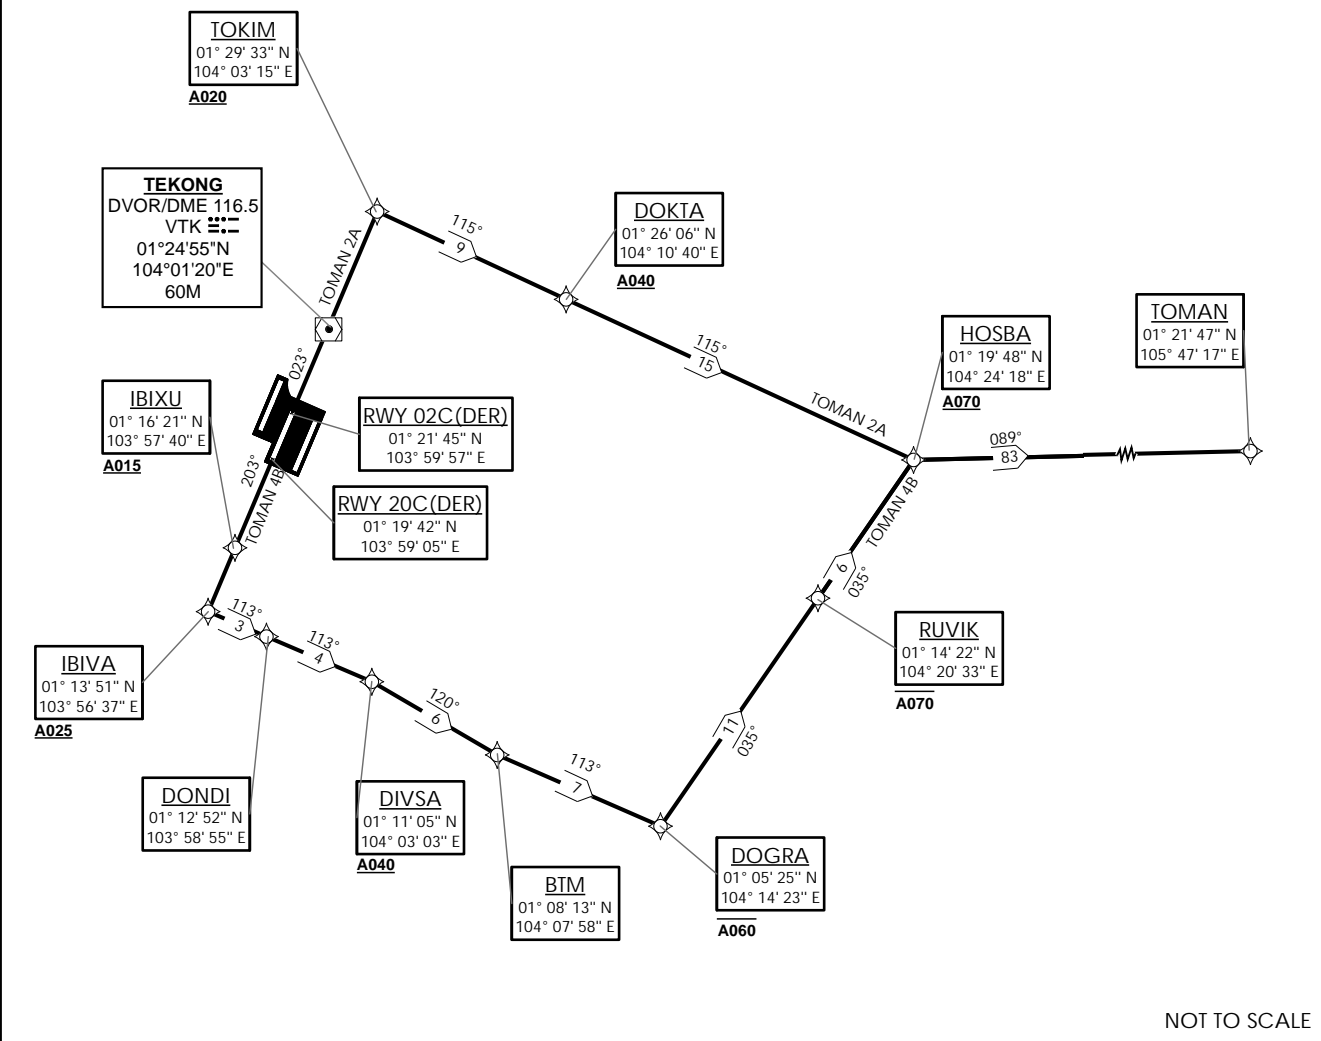 TOKIM
01° 29' 33" N
104° 03' 15" E
A020
TEKONG
DVOR/DME 116.5
VTK
01°24'55"N
104°01'20"E
60M
TOMAN 2A
023°
115°
9
DOKTA
01° 26' 06" N
104° 10' 40" E
A040
115°
15
TOMAN 2A
HOSBA
01° 19' 48" N
104° 24' 18" E
A070
TOMAN
01° 21' 47" N
105° 47' 17" E
089°
83
IBIXU
01° 16' 21" N
103° 57' 40" E
A015
RWY 02C(DER)
01° 21' 45" N
103° 59' 57" E
RWY 20C(DER)
01° 19' 42" N
103° 59' 05" E
203°
TOMAN 4B
TOMAN 4B
6
035°
RUVIK
01° 14' 22" N
104° 20' 33" E
A070
IBIVA
01° 13' 51" N
103° 56' 37" E
A025
113°
3
113°
4
120°
6
113°
7
11
035°
DONDI
01° 12' 52" N
103° 58' 55" E
DIVSA
01° 11' 05" N
104° 03' 03" E
A040
BTM
01° 08' 13" N
104° 07' 58" E
DOGRA
01° 05' 25" N
104° 14' 23" E
A060
NOT TO SCALE